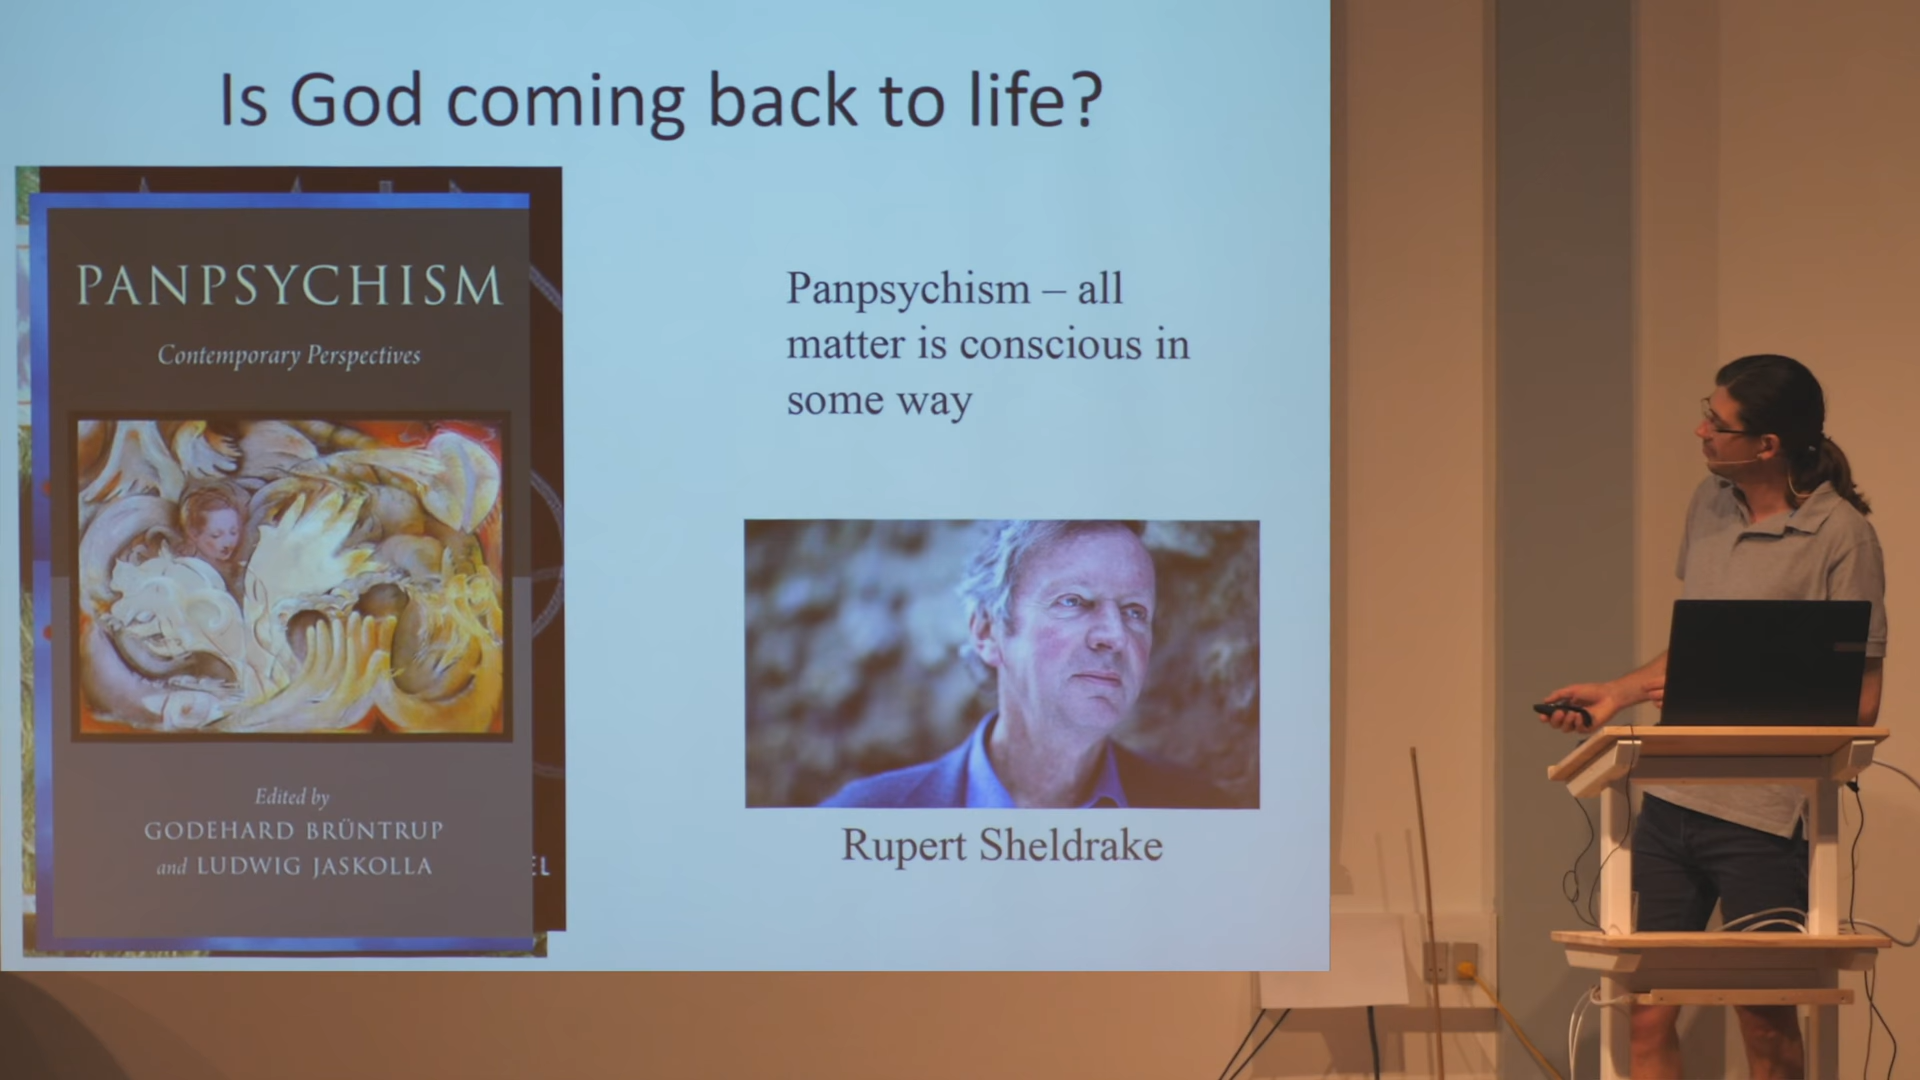 Is God coming back to life?
PANPSYCHISM
Contemporary Perspectives
Edited by
GODEHARD BRÜNTRUP
and LUDWIG JASKOLLA
Panpsychism – all
matter is conscious in
some way
Rupert Sheldrake